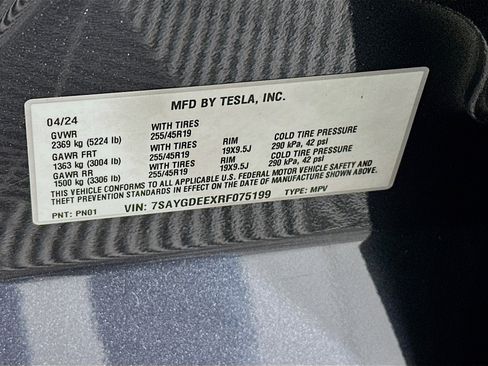 MFD BY TESLA, INC.
04/24
GVWR WITH TIRES COLD TIRE PRESSURE
2369 kg (5224 lb) 255/45R19 RIM 290 kPa, 42 psi
GAWR FRT WITH TIRES 19X9.5J
1363 kg (3004 lb) 255/45R19 RIM COLD TIRE PRESSURE
GAWR RR WITH TIRES 19X9.5J 290 kPa, 42 psi
1500 kg (3306 lb) 255/45R19
THIS VEHICLE CONFORMS TO ALL APPLICABLE U.S. FEDERAL MOTOR VEHICLE SAFETY AND
THEFT PREVENTION STANDARDS IN EFFECT ON THE DATE OF MANUFACTURE SHOWN ABOVE.
PNT: PN01 VIN: 7SAYGDEEXRF075199 TYPE: MPV